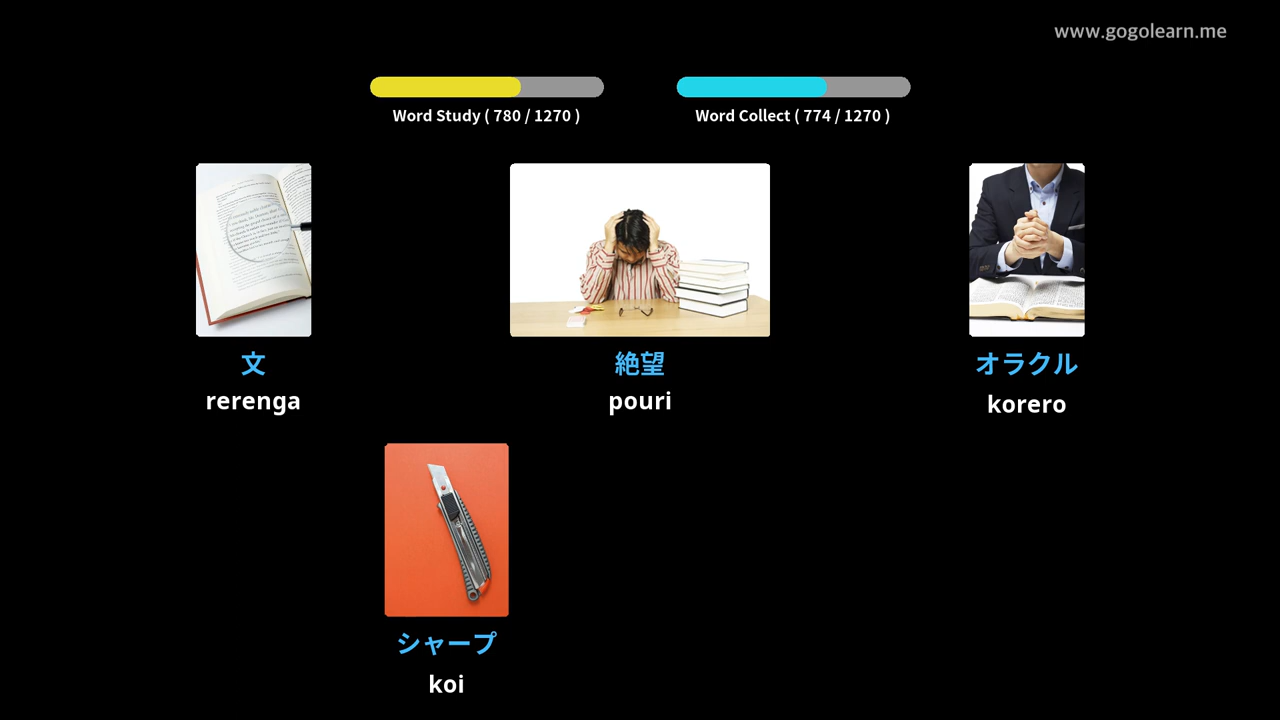 www.gogolearn.me
Word Study ( 780 / 1270 )
Word Collect ( 774 / 1270 )
文
rerenga
絶望
pouri
オラクル
korero
シャープ
koi